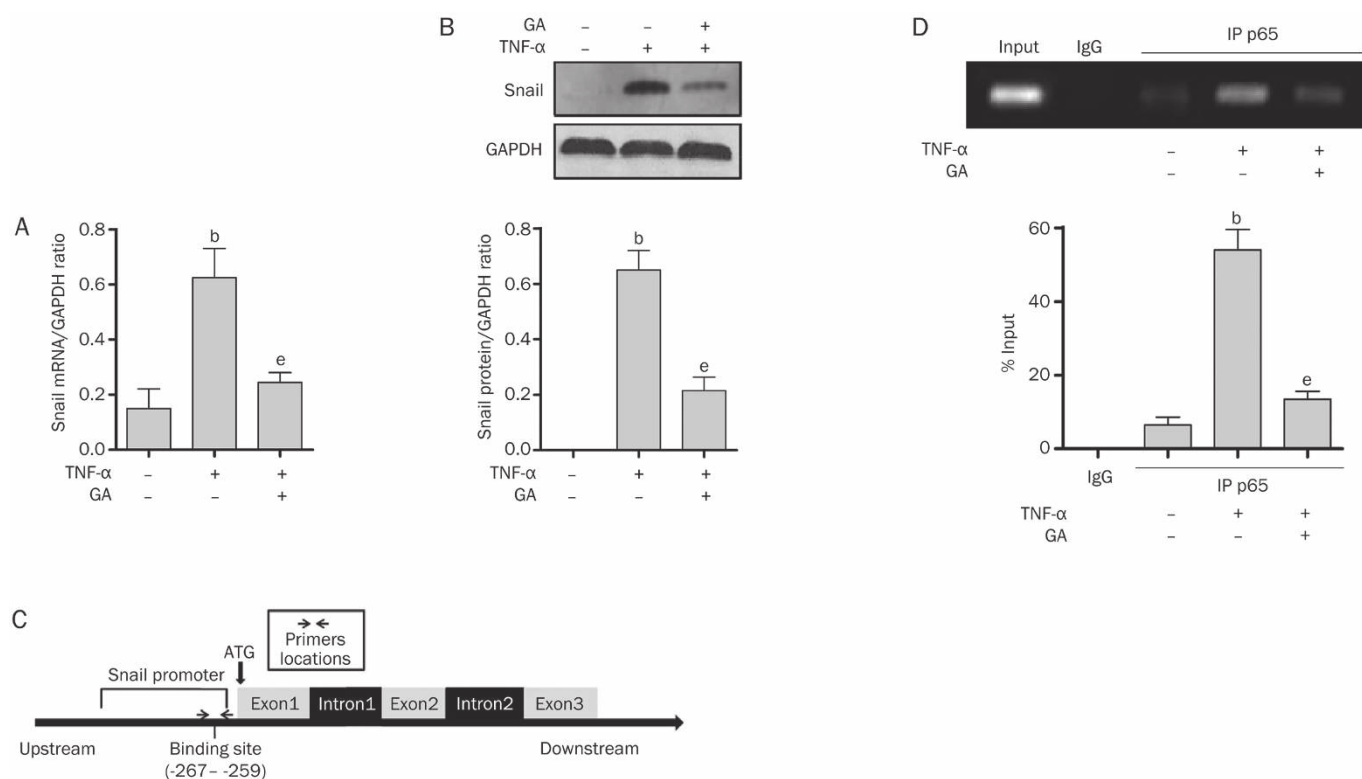 A
Snail mRNA/GAPDH ratio
0.8
0.6
0.4
0.2
0.0
TNF-α – + +
GA – – +
b
e
B
GA – – +
TNF-α – + +
Snail
GAPDH
Snail protein/GAPDH ratio
0.8
0.6
0.4
0.2
0.0
b
e
TNF-α – + +
GA – – +
C
Primers
locations
ATG
Snail promoter
Exon1 Intron1 Exon2 Intron2 Exon3
Upstream Binding site Downstream
(-267– -259)
D
IP p65
Input IgG
TNF-α – + +
GA – – +
% Input
60
40
20
0
b
e
IgG IP p65
TNF-α – + +
GA – – +